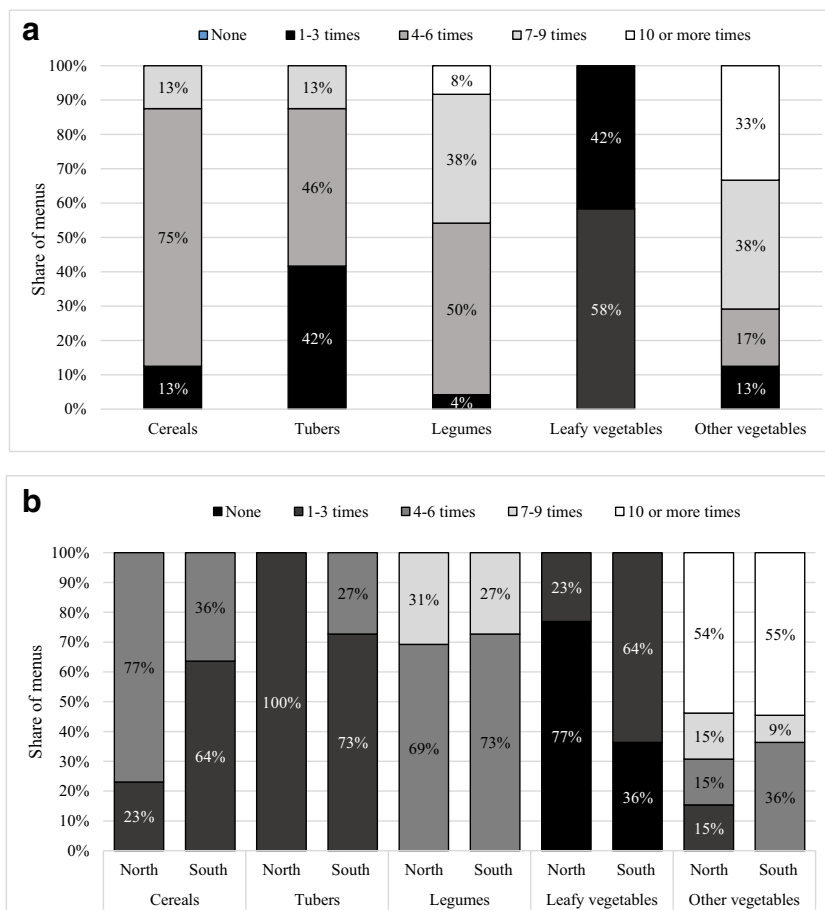 a
None 1-3 times 4-6 times 7-9 times 10 or more times
Share of menus
100%
90%
80%
70%
60%
50%
40%
30%
20%
10%
0%
13% 75% 13%
13% 46% 42%
8% 38% 50% 4%
42% 58%
33% 38% 17% 13%
Cereals Tubers Legumes Leafy vegetables Other vegetables
b
None 1-3 times 4-6 times 7-9 times 10 or more times
Share of menus
100%
90%
80%
70%
60%
50%
40%
30%
20%
10%
0%
77% 23%
36% 64%
100%
27% 73%
31% 69%
27% 73%
23% 77%
64% 36%
54% 15% 15% 15%
55% 9% 36%
North South North South North South North South North South
Cereals Tubers Legumes Leafy vegetables Other vegetables